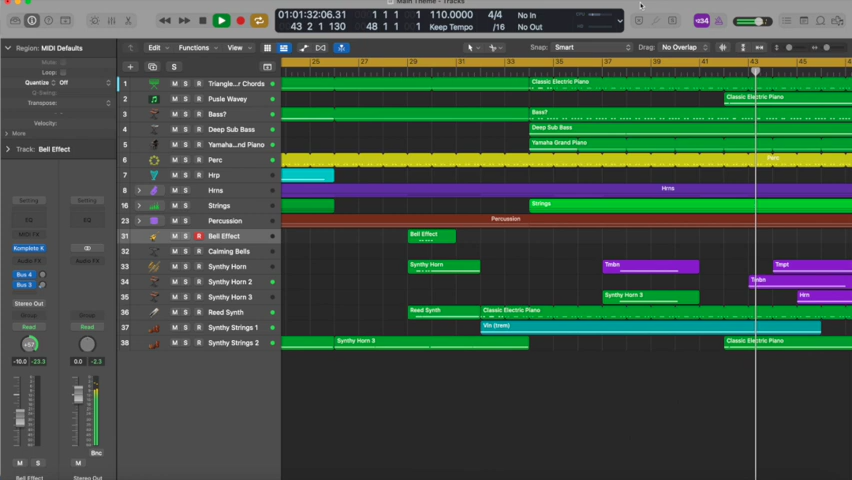 Main Theme - Tracks
01:01:32:06.31
43 2 1 130
1 1 1 1
48 1 1 1
110.0000
Keep Tempo
4/4
/16
No In
No Out
1234
Region: MIDI Defaults
Edit Functions View
Snap: Smart
Drag: No Overlap
Mute:
Loop:
Quantize Off
Q-Swing:
Transpose:
Velocity:
More
Track: Bell Effect
25 27 29 31 33 35 37 39 41 43 45
M S R
1 M S R Triangle...r Chords
Classic Electric Piano
2 M S R Pusle Wavey
Classic Electric Piano
3 M S R Bass?
Bass?
4 M S R Deep Sub Bass
Deep Sub Bass
5 M S R Yamaha...nd Piano
Yamaha Grand Piano
6 M S R Perc
Perc
7 M S R Hrp
8 M S Hrns
Hrns
16 M S Strings
Strings
23 M S Percussion
Percussion
31 M S R Bell Effect
Bell Effect
32 M S R Calming Bells
33 M S R Synthy Horn
Synthy Horn
Tmbn
Tmpt
34 M S R Synthy Horn 2
Tmbn
35 M S R Synthy Horn 3
Synthy Horn 3
Hrn
36 M S R Reed Synth
Reed Synth
Classic Electric Piano
37 M S R Synthy Strings 1
Vln (trem)
38 M S R Synthy Strings 2
Synthy Horn 3
Classic Electric Piano
Setting Setting
EQ EQ
MIDI FX
Komplete K
Audio FX Audio FX
Bus 4
Bus 3
Stereo Out
Group Group
Read Read
+57
-10.0 -23.3 0.0 -2.3
Bnc
M S M
Bell Effect Stereo Out